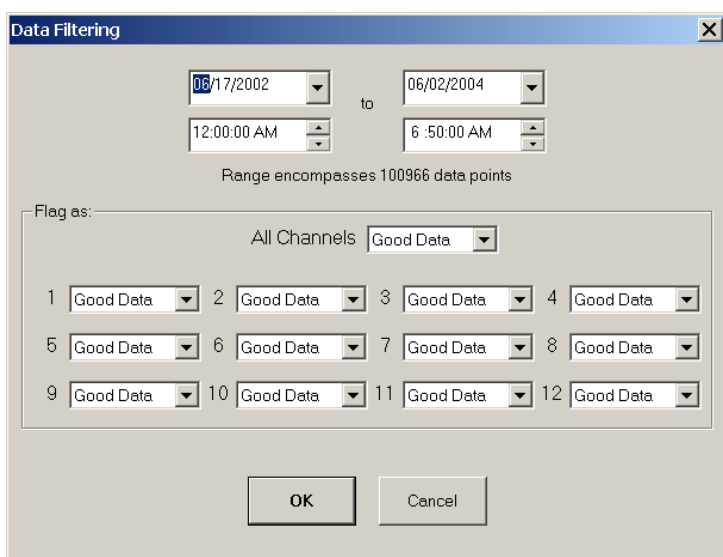 Data Filtering
06/17/2002 to 06/02/2004
12:00:00 AM 6 :50:00 AM
Range encompasses 100966 data points
Flag as:
All Channels Good Data
1 Good Data 2 Good Data 3 Good Data 4 Good Data
5 Good Data 6 Good Data 7 Good Data 8 Good Data
9 Good Data 10 Good Data 11 Good Data 12 Good Data
OK Cancel